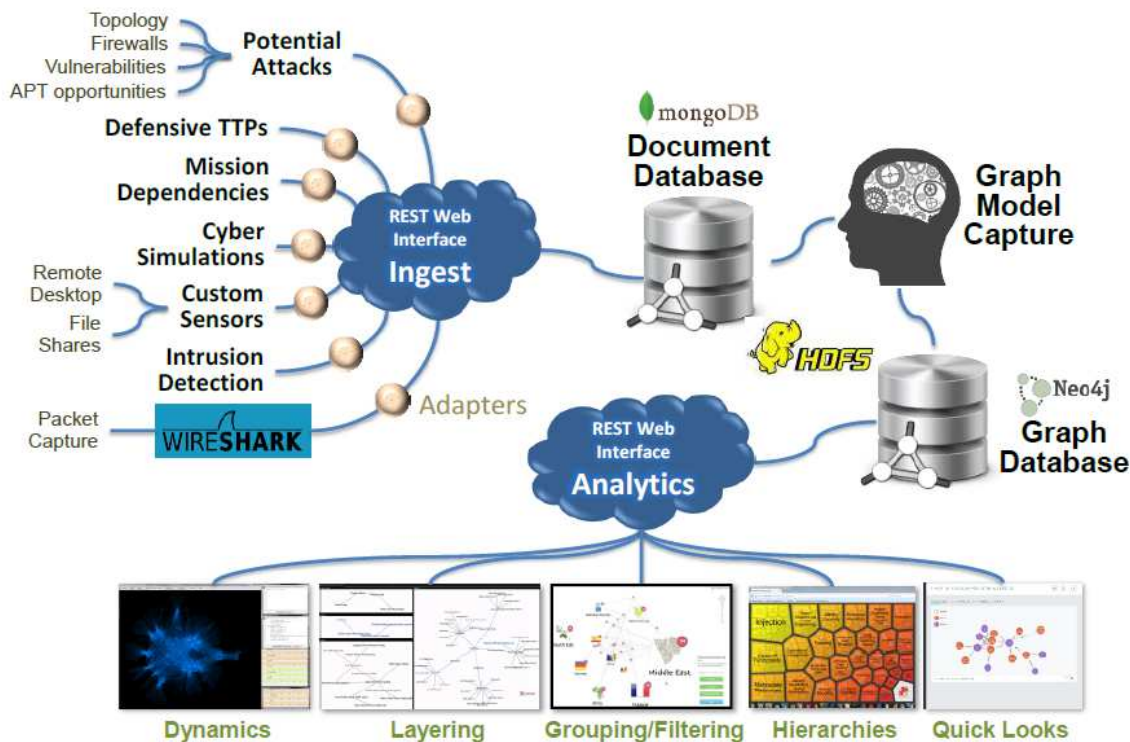 Topology
Firewalls
Vulnerabilities
APT opportunities
Potential
Attacks
Defensive TTPs
Mission
Dependencies
Cyber
Simulations
Remote
Desktop
File
Shares
Custom
Sensors
Intrusion
Detection
Packet
Capture
WIRESHARK
Adapters
REST Web
Interface
Ingest
mongoDB
Document
Database
Graph
Model
Capture
HDFS
Neo4j
Graph
Database
REST Web
Interface
Analytics
Injection
Middle East
Dynamics
Layering
Grouping/Filtering
Hierarchies
Quick Looks